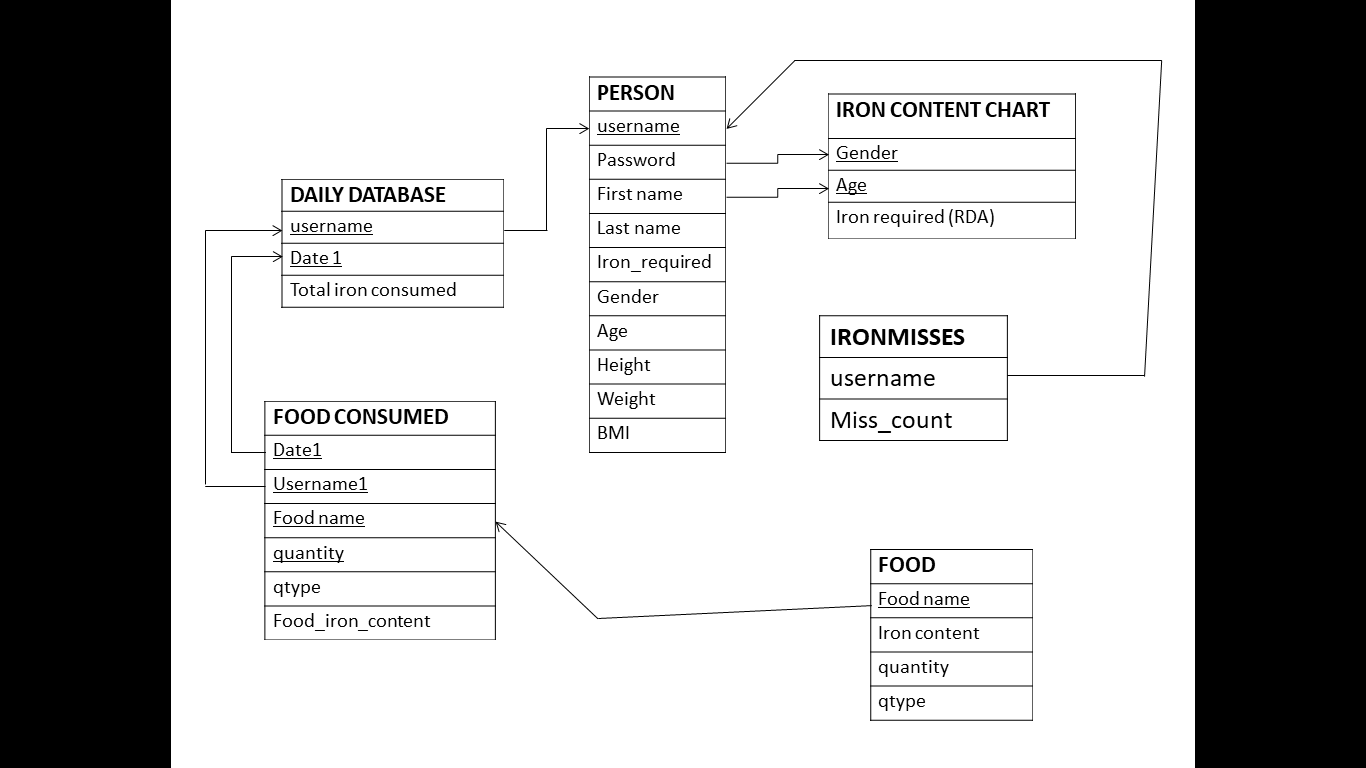 PERSON
username
Password
First name
Last name
Iron_required
Gender
Age
Height
Weight
BMI
IRON CONTENT CHART
Gender
Age
Iron required (RDA)
DAILY DATABASE
username
Date 1
Total iron consumed
IRONMISSES
username
Miss_count
FOOD CONSUMED
Date1
Username1
Food name
quantity
qtype
Food_iron_content
FOOD
Food name
Iron content
quantity
qtype